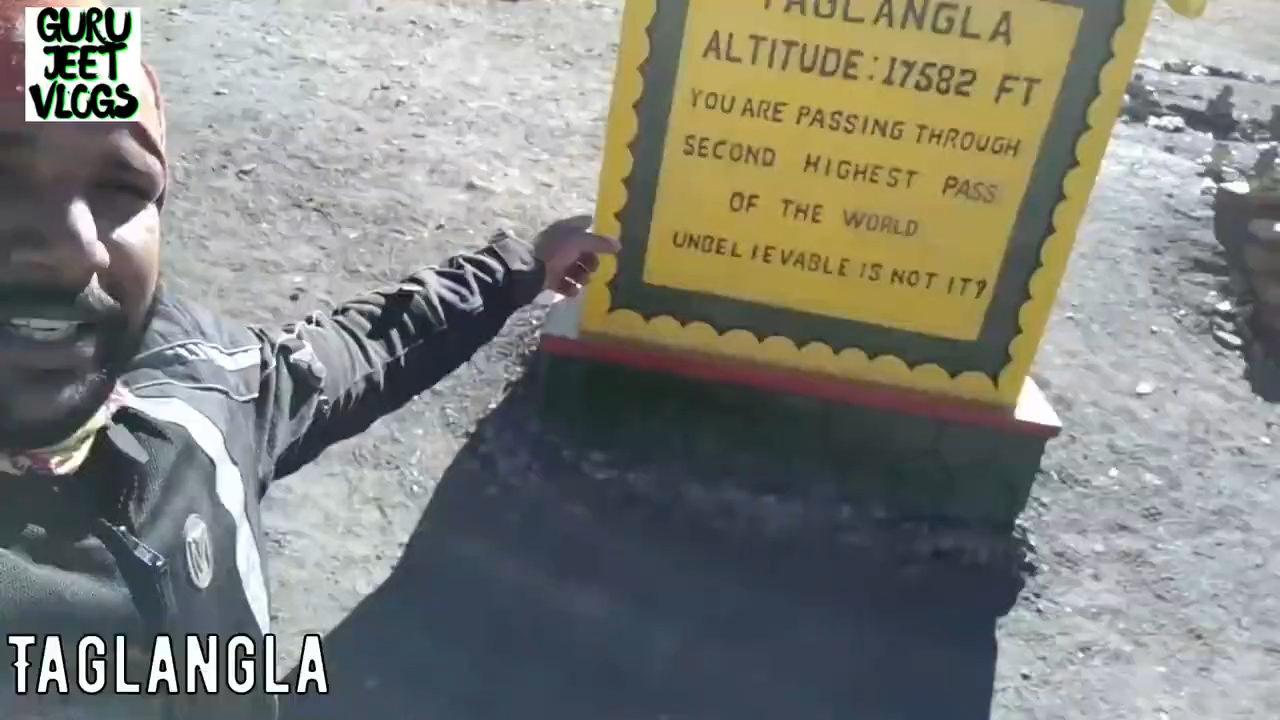 GURU
JEET
VLOGS
TAGLANGLA
ALTITUDE: 17582 FT
YOU ARE PASSING THROUGH
SECOND HIGHEST PASS
OF THE WORLD
UNBELIEVABLE IS NOT IT?
TAGLANGLA